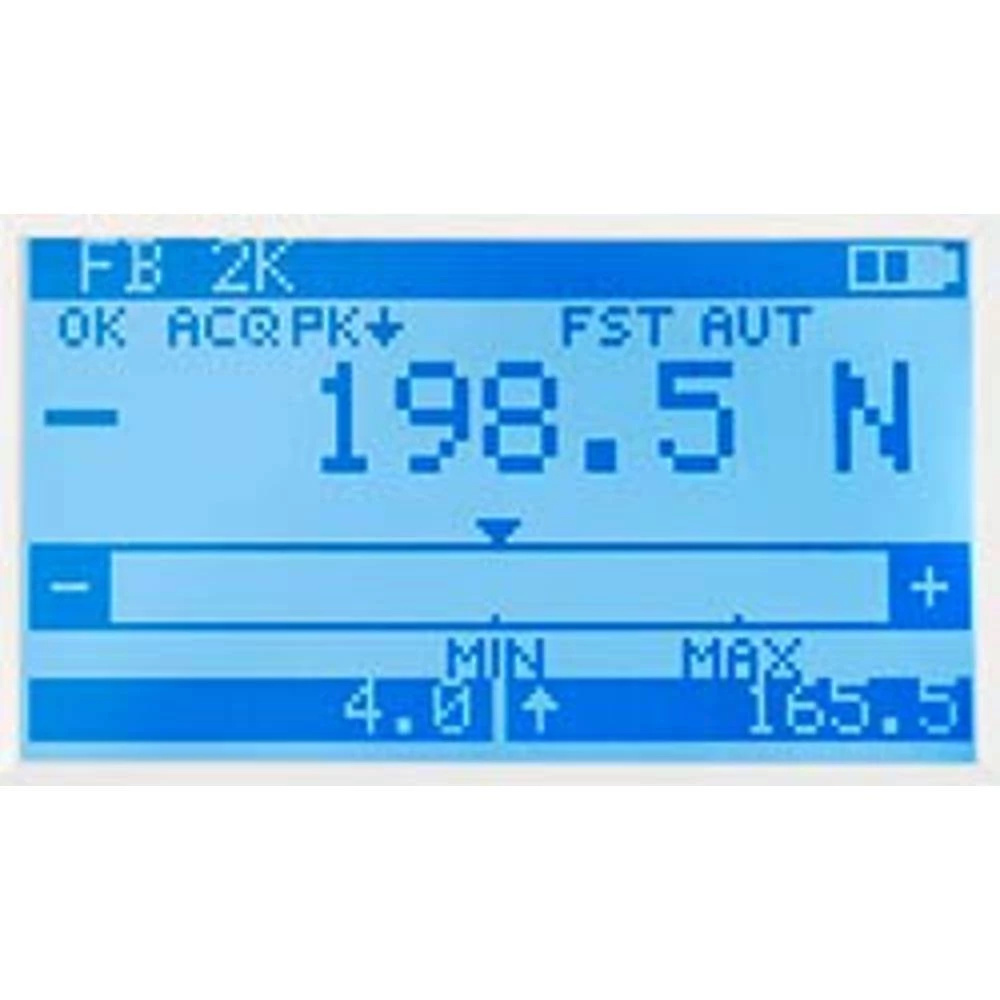 FB 2K
OK ACQ PK↓ FST AUT
- 198.5 N
- +
MIN MAX
4.0 ↑ 165.5